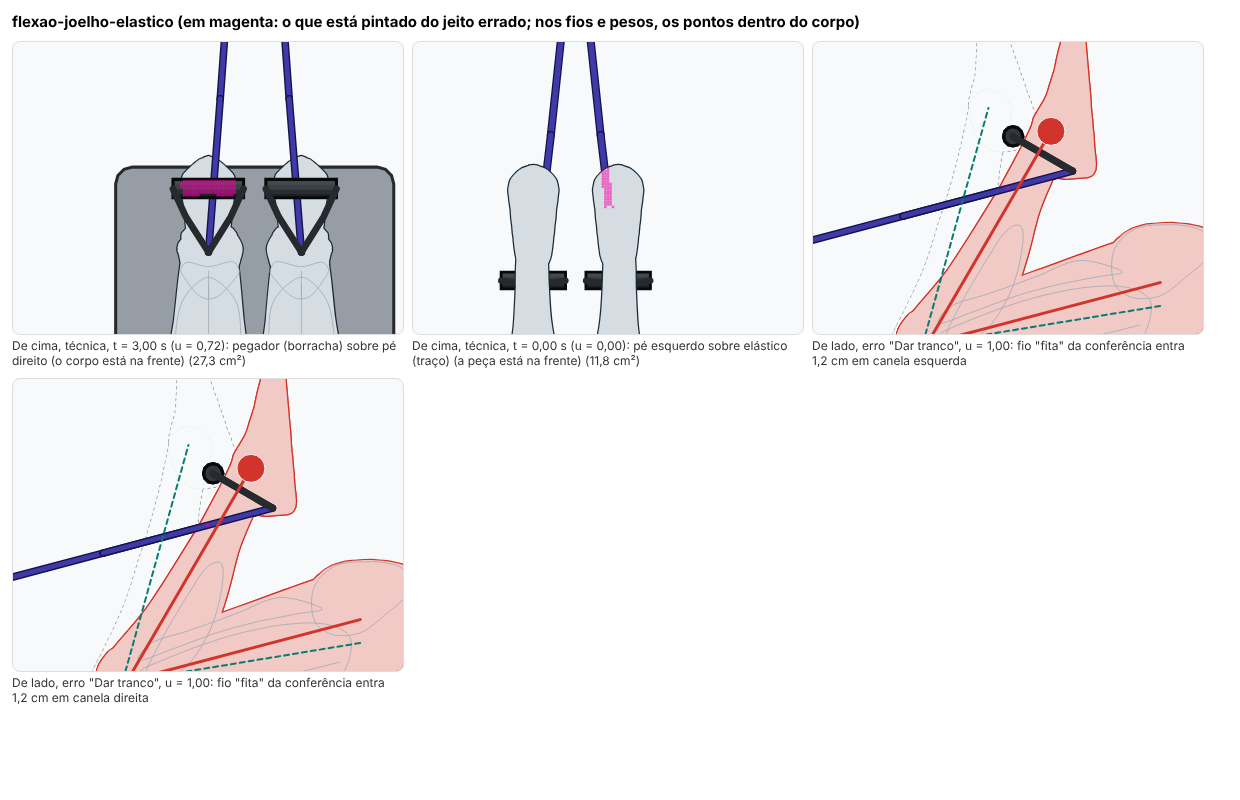 flexao-joelho-elastico (em magenta: o que está pintado do jeito errado; nos fios e pesos, os pontos dentro do corpo)
De cima, técnica, t = 3,00 s (u = 0,72): pegador (borracha) sobre pé
direito (o corpo está na frente) (27,3 cm²)
De cima, técnica, t = 0,00 s (u = 0,00): pé esquerdo sobre elástico
(traço) (a peça está na frente) (11,8 cm²)
De lado, erro "Dar tranco", u = 1,00: fio "fita" da conferência entra
1,2 cm em canela esquerda
De lado, erro "Dar tranco", u = 1,00: fio "fita" da conferência entra
1,2 cm em canela direita